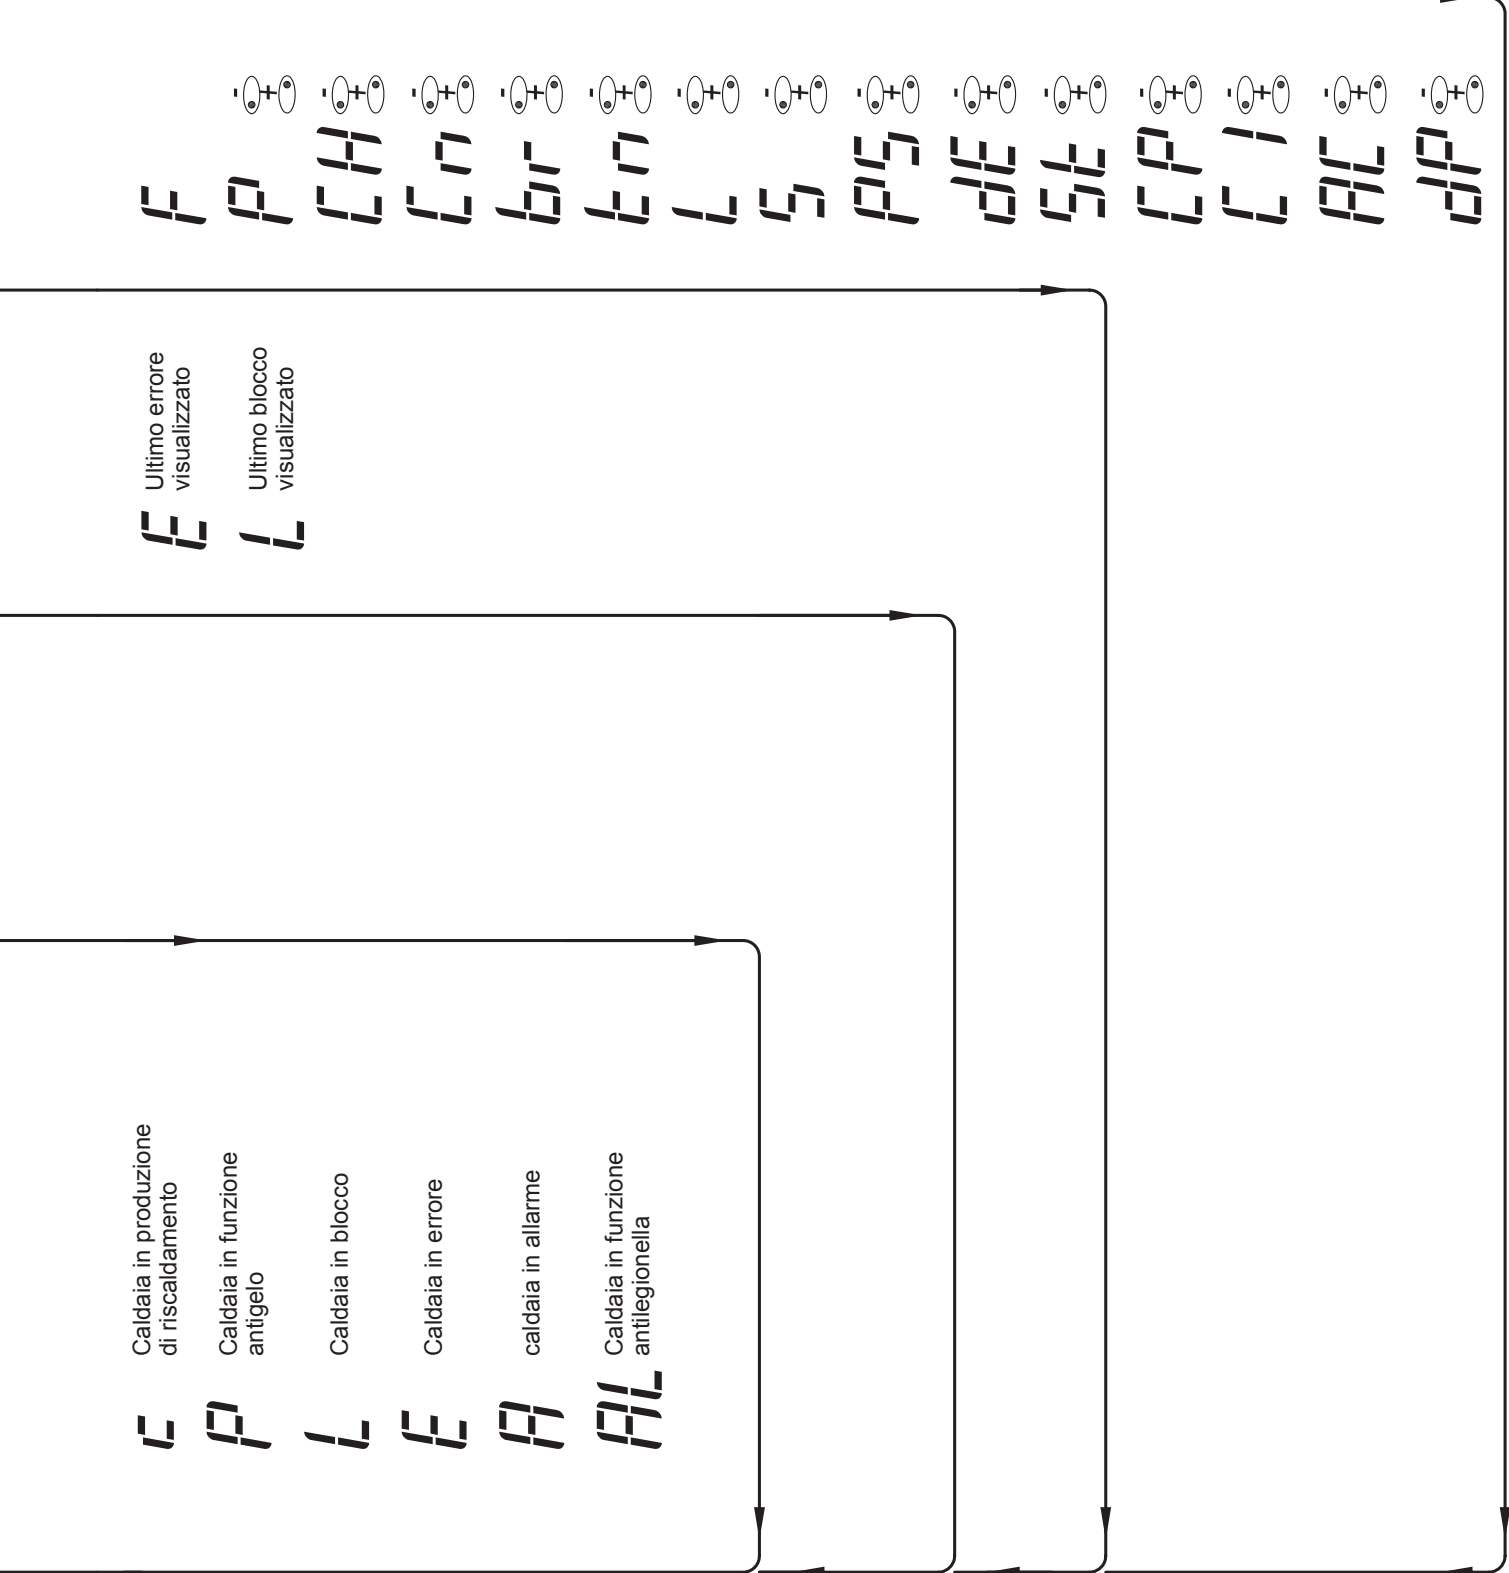 c Caldaia in produzione
di riscaldamento
P Caldaia in funzione
antigelo
L Caldaia in blocco
E Caldaia in errore
A caldaia in allarme
AL Caldaia in funzione
antilegionella
E Ultimo errore
visualizzato
L Ultimo blocco
visualizzato
F
P - +
CH - +
Cn - +
br - +
tn - +
L - +
S - +
PS - +
dE - +
St - +
CP - +
C1 - +
AC - +
dP - +